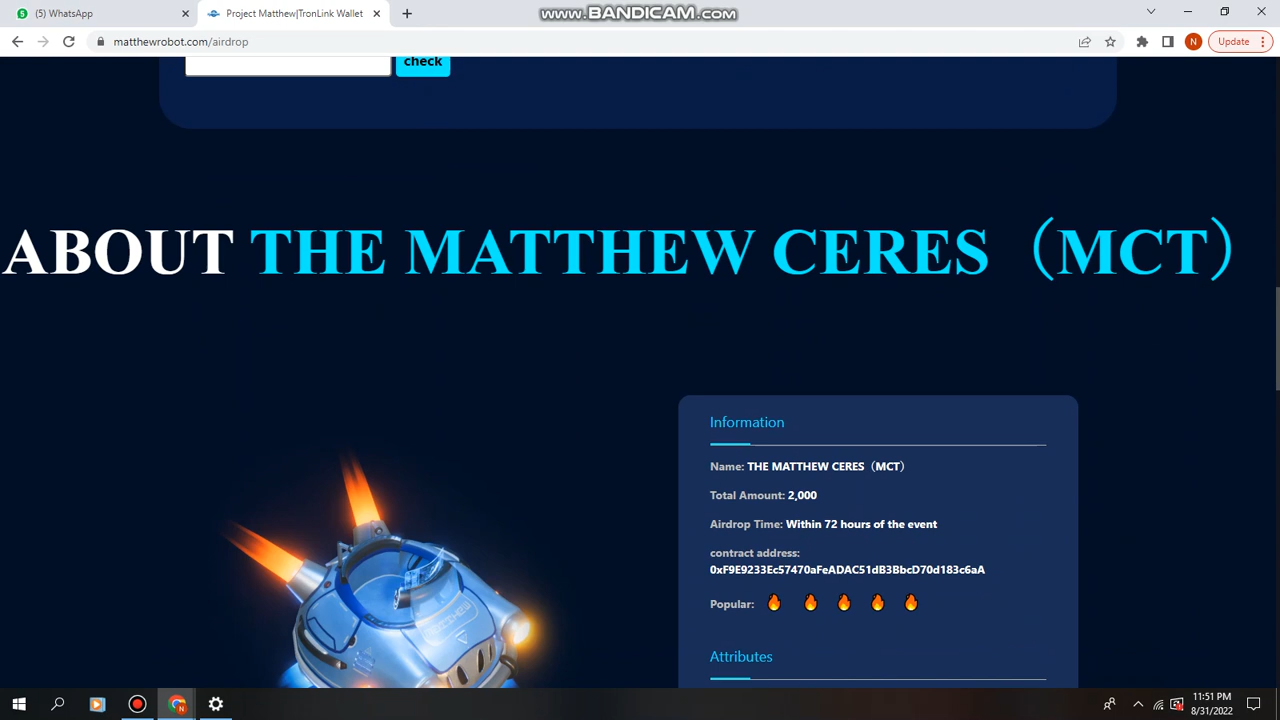 (5) WhatsApp
Project Matthew|TronLink Wallet
WWW.BANDICAM.COM
matthewrobot.com/airdrop
N
Update
check
ABOUT THE MATTHEW CERES（MCT）
Information
Name: THE MATTHEW CERES（MCT）
Total Amount: 2,000
Airdrop Time: Within 72 hours of the event
contract address:
0xF9E9233Ec57470aFeADAC51dB3BbcD70d183c6aA
Popular:
Attributes
11:51 PM
8/31/2022